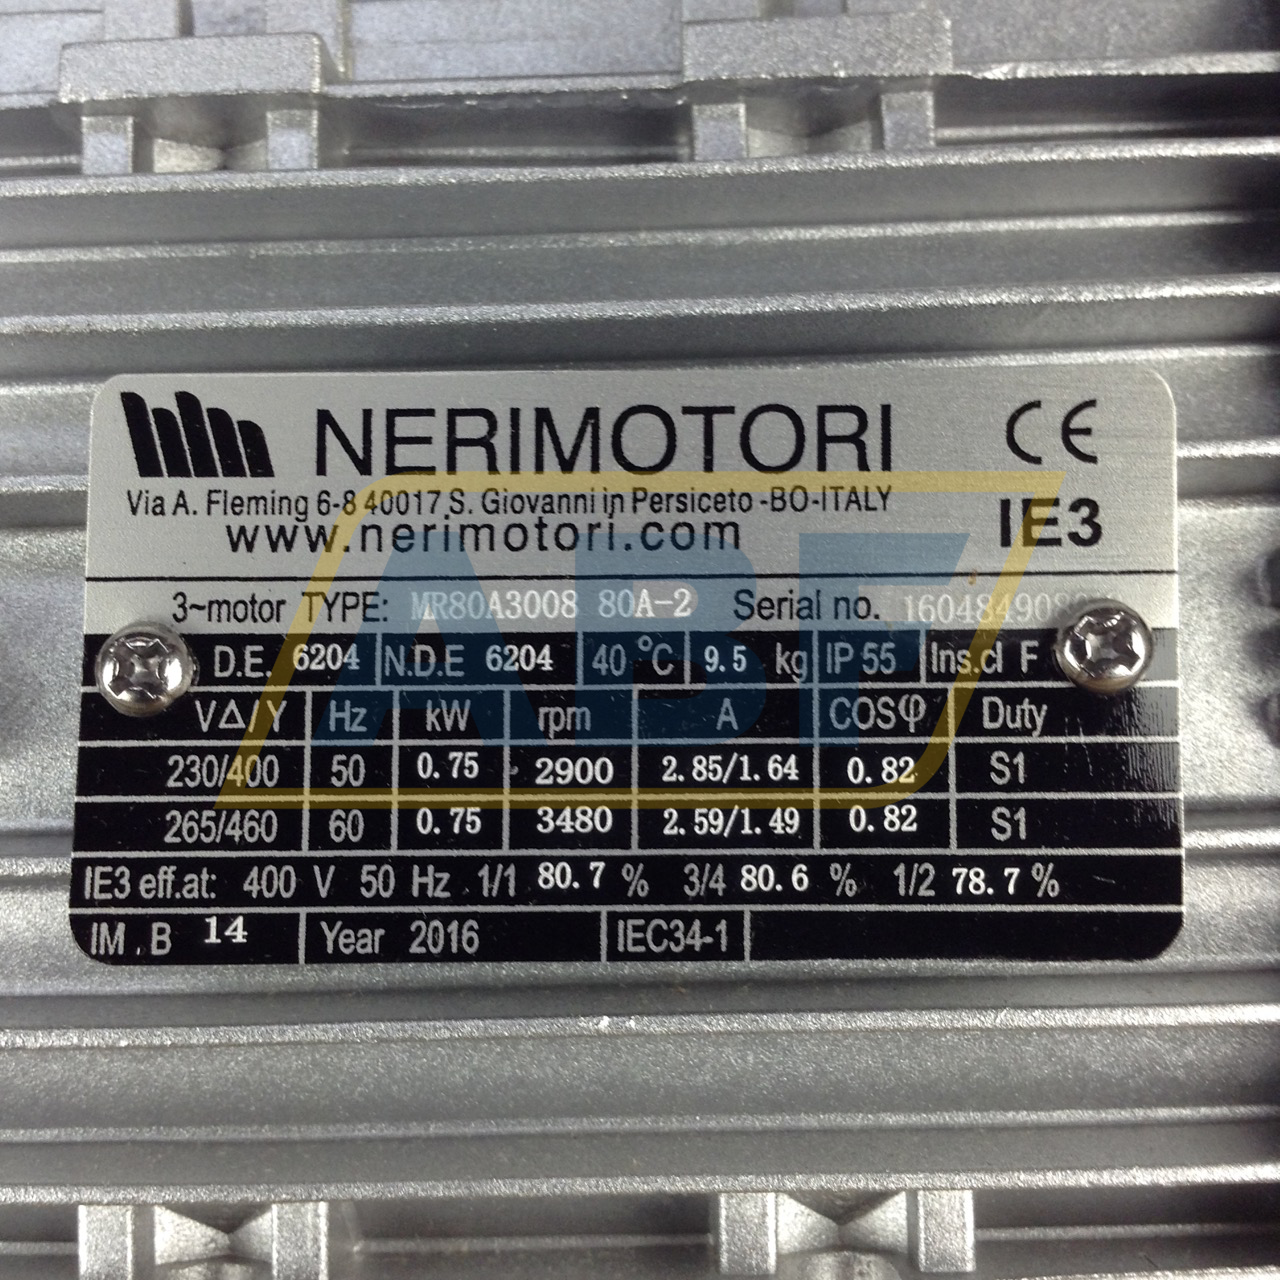 NERIMOTORI CE
Via A. Fleming 6-8 40017 S. Giovanni in Persiceto -BO-ITALY
www.nerimotori.com IE3
3~motor TYPE: MR80A3008 80A-2 Serial no.
D.E. 6204 N.D.E 6204 40 °C 9.5 kg IP 55 Ins.cl F
V Δ / Y Hz kW rpm A COSφ Duty
230/400 50 0.75 2900 2.85/1.64 0.82 S1
265/460 60 0.75 3480 2.59/1.49 0.82 S1
IE3 eff.at: 400 V 50 Hz 1/1 80.7 % 3/4 80.6 % 1/2 78.7 %
IM . B 14 Year 2016 IEC34-1
ABF